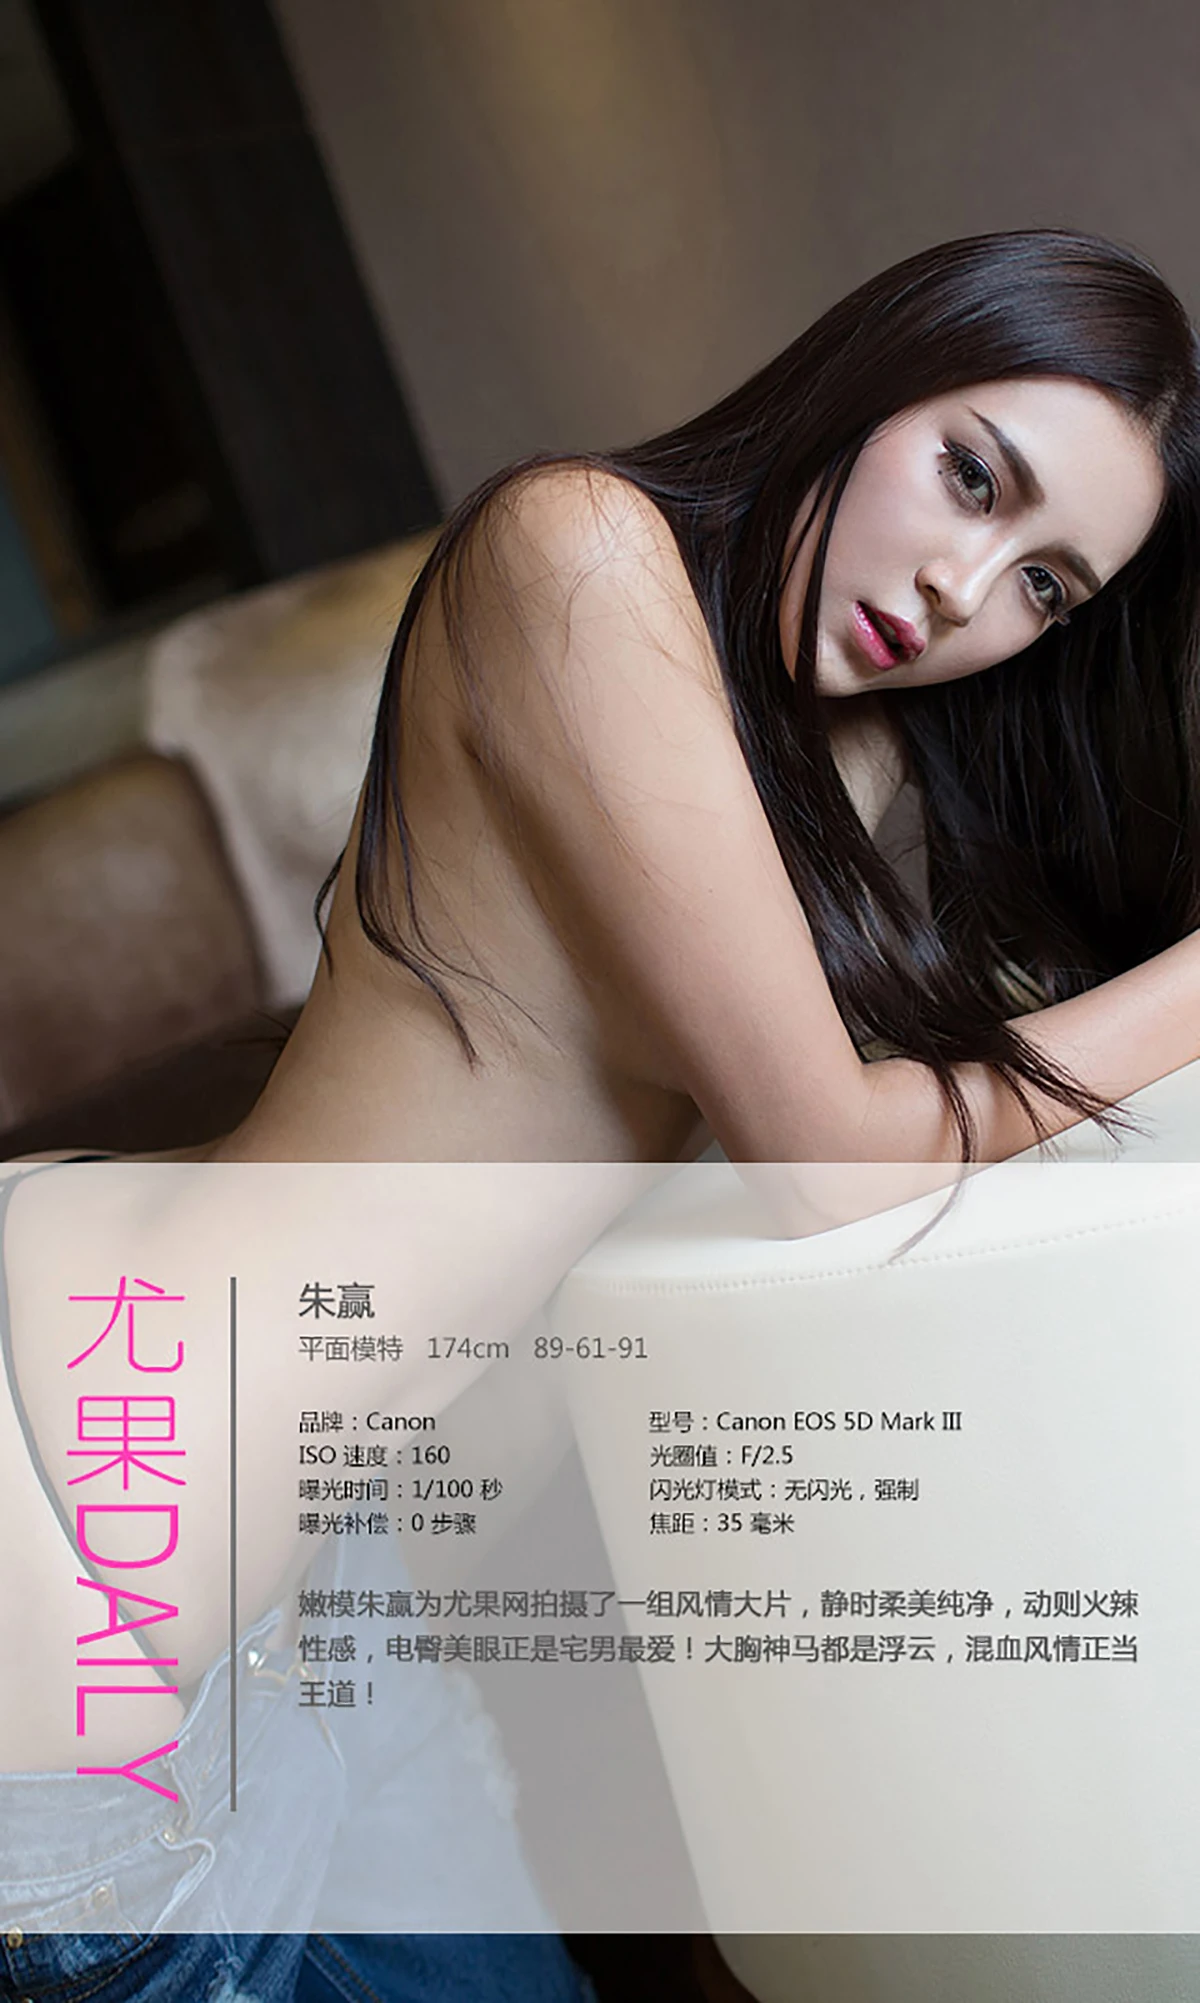 尤果DAILY
朱赢
平面模特 174cm 89-61-91
品牌：Canon
型号：Canon EOS 5D Mark III
ISO 速度：160
光圈值：F/2.5
曝光时间：1/100 秒
闪光灯模式：无闪光，强制
曝光补偿：0 步骤
焦距：35 毫米
嫩模朱赢为尤果网拍摄了一组风情大片，静时柔美纯净，动则火辣
性感，电臀美眼正是宅男最爱！大胸神马都是浮云，混血风情正当
王道！